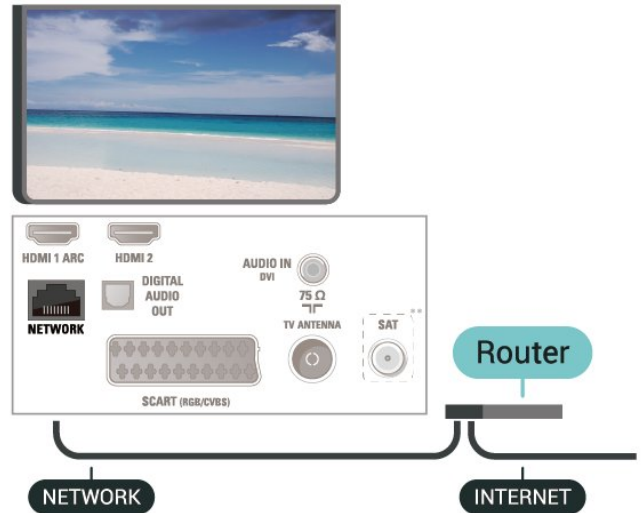 HDMI 1 ARC
HDMI 2
NETWORK
DIGITAL
AUDIO
OUT
AUDIO IN
DVI
75 Ω
TV ANTENNA
SAT
**
SCART (RGB/CVBS)
Router
NETWORK
INTERNET